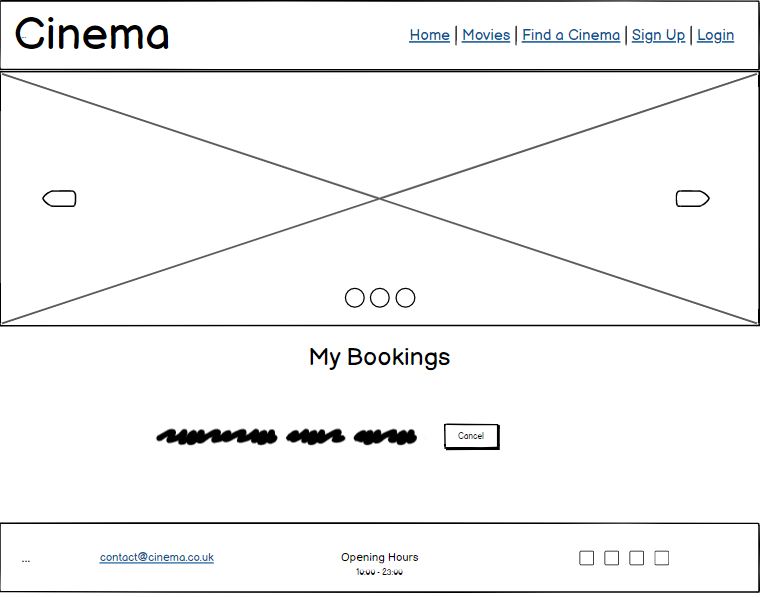 Cinema
Home | Movies | Find a Cinema | Sign Up | Login
My Bookings
Cancel
...
contact@cinema.co.uk
Opening Hours
10:00 - 23:00